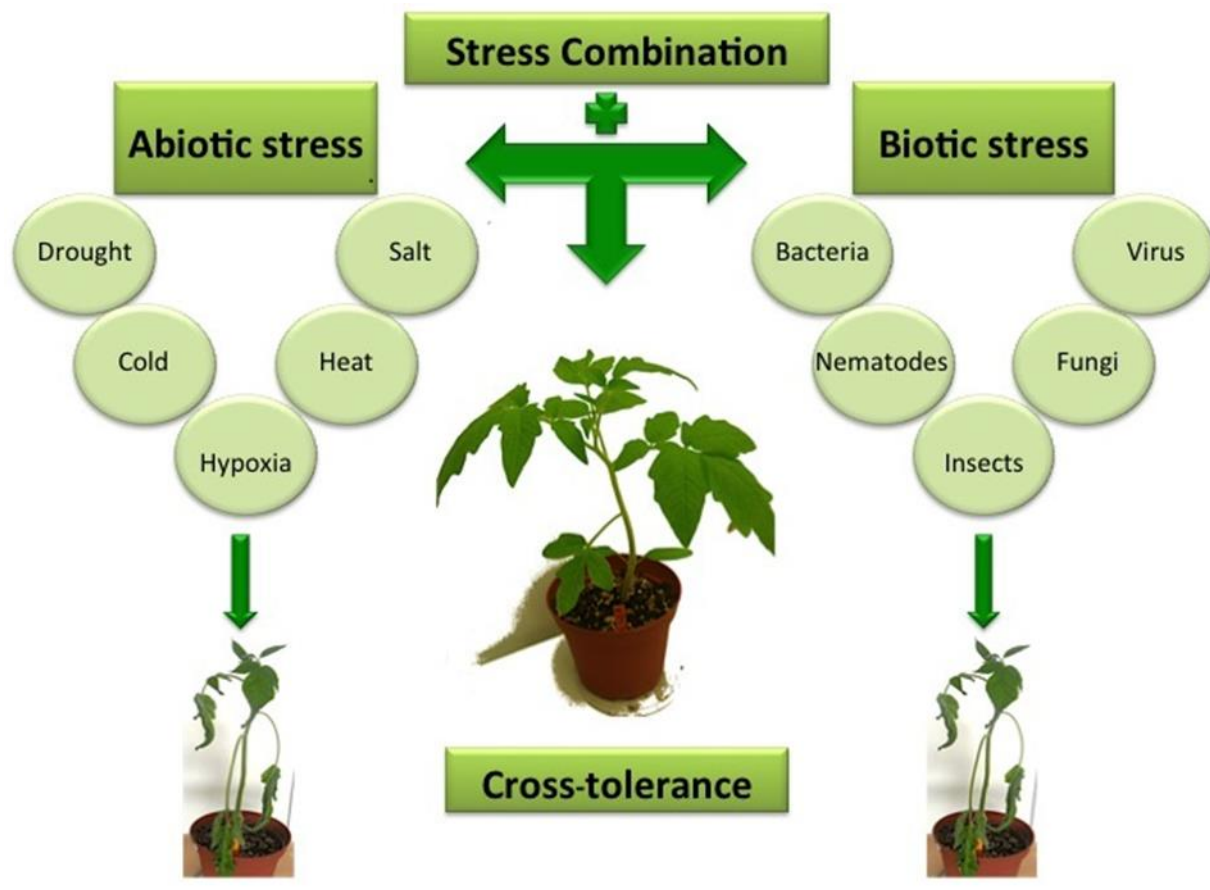 Stress Combination
Abiotic stress
Biotic stress
Drought
Salt
Bacteria
Virus
Cold
Heat
Nematodes
Fungi
Hypoxia
Insects
Cross-tolerance